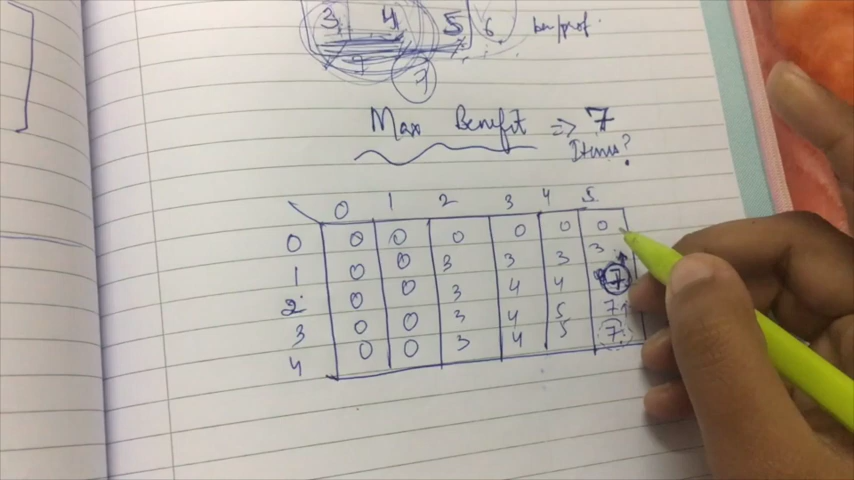 3 4 5 6
7
Max Benefit => 7
Items?
0 1 2 3 4 5
0 0 0 0 0 0 0
1 0 0 3 3 3 3
2 0 0 3 4 4 7
3 0 0 3 4 5 7
4 0 0 3 4 5 7